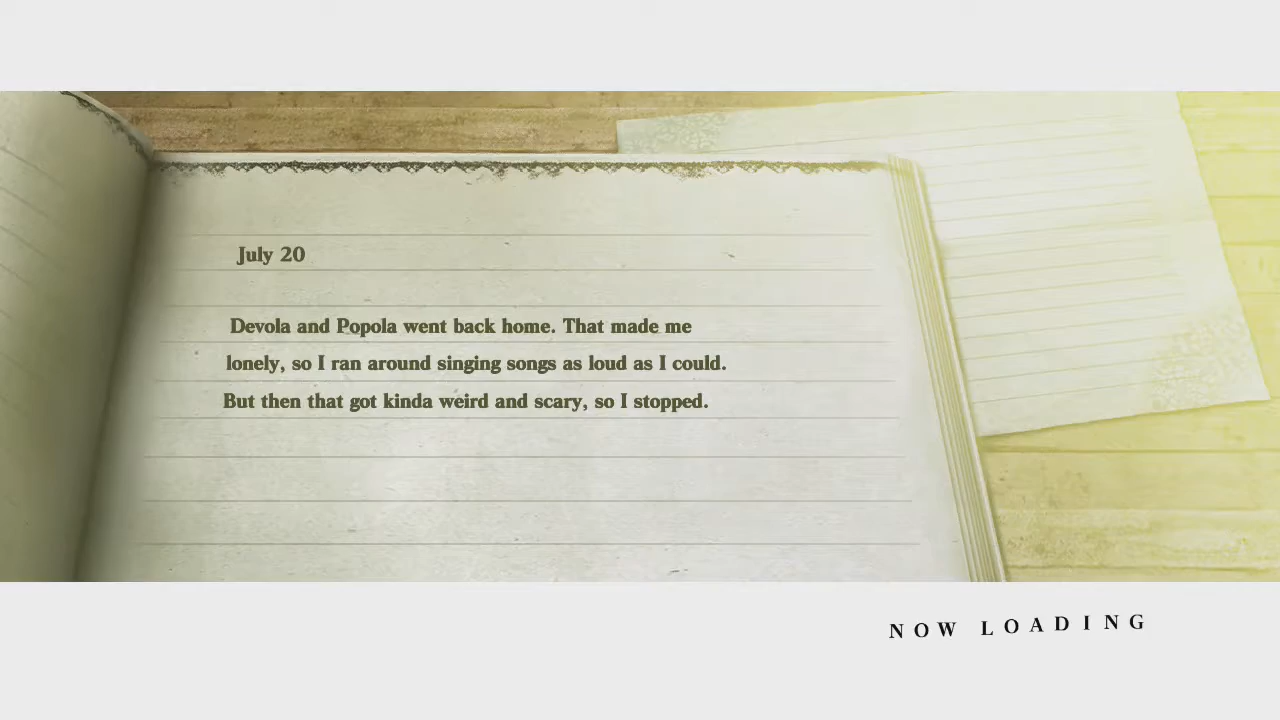 July 20
Devola and Popola went back home. That made me
lonely, so I ran around singing songs as loud as I could.
But then that got kinda weird and scary, so I stopped.
NOW LOADING